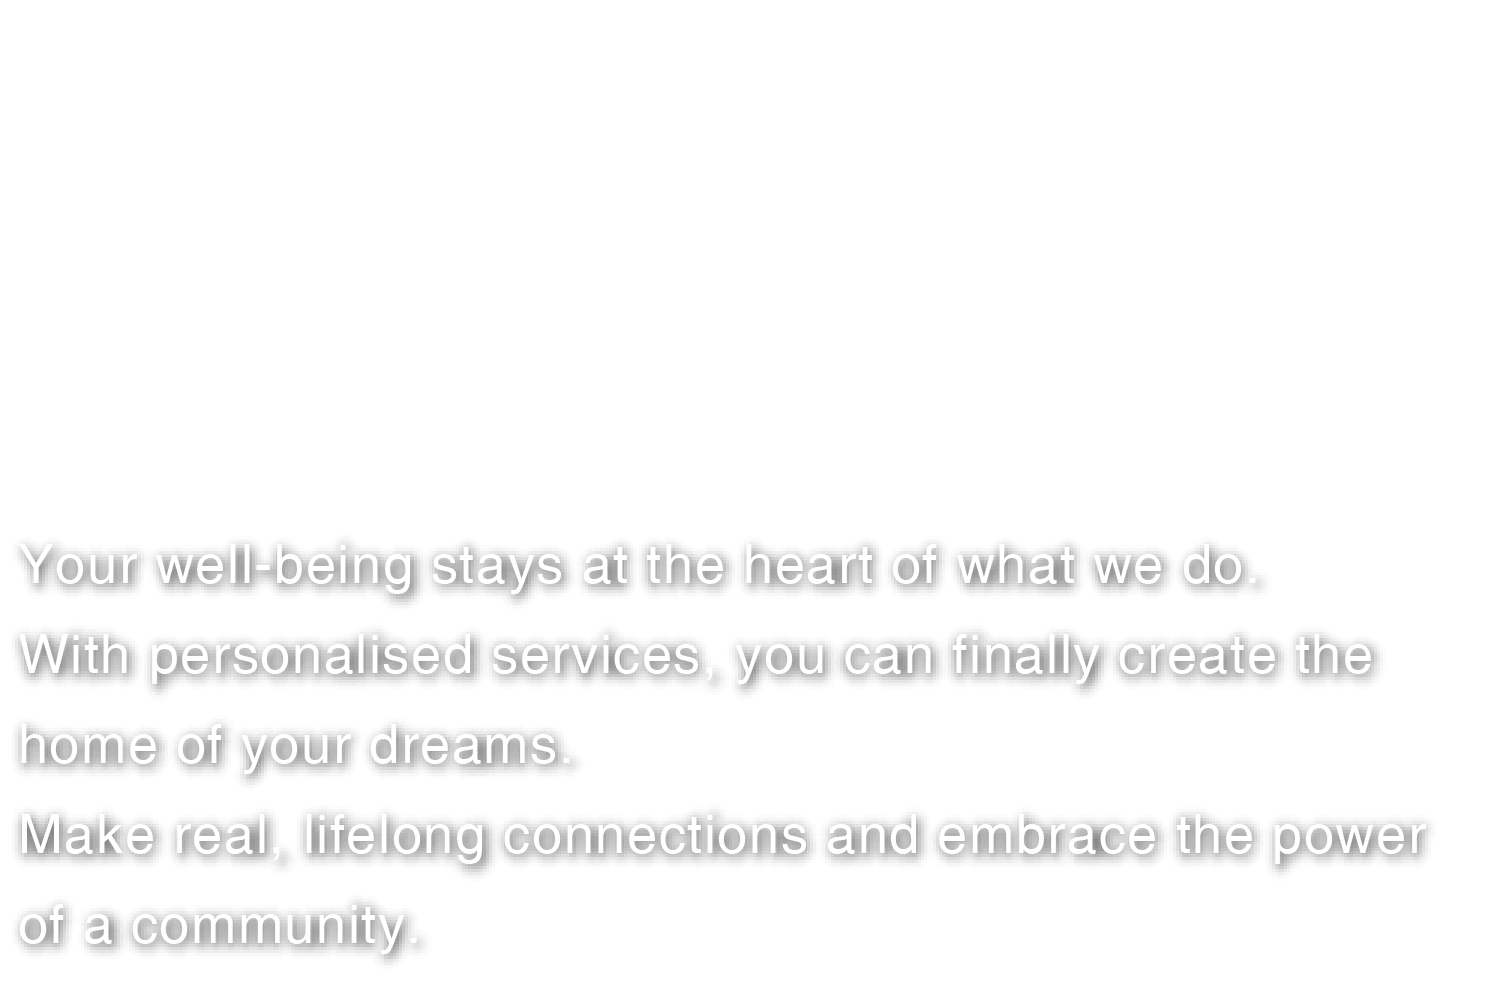 Your well-being stays at the heart of what we do.
With personalised services, you can finally create the
home of your dreams.
Make real, lifelong connections and embrace the power
of a community.